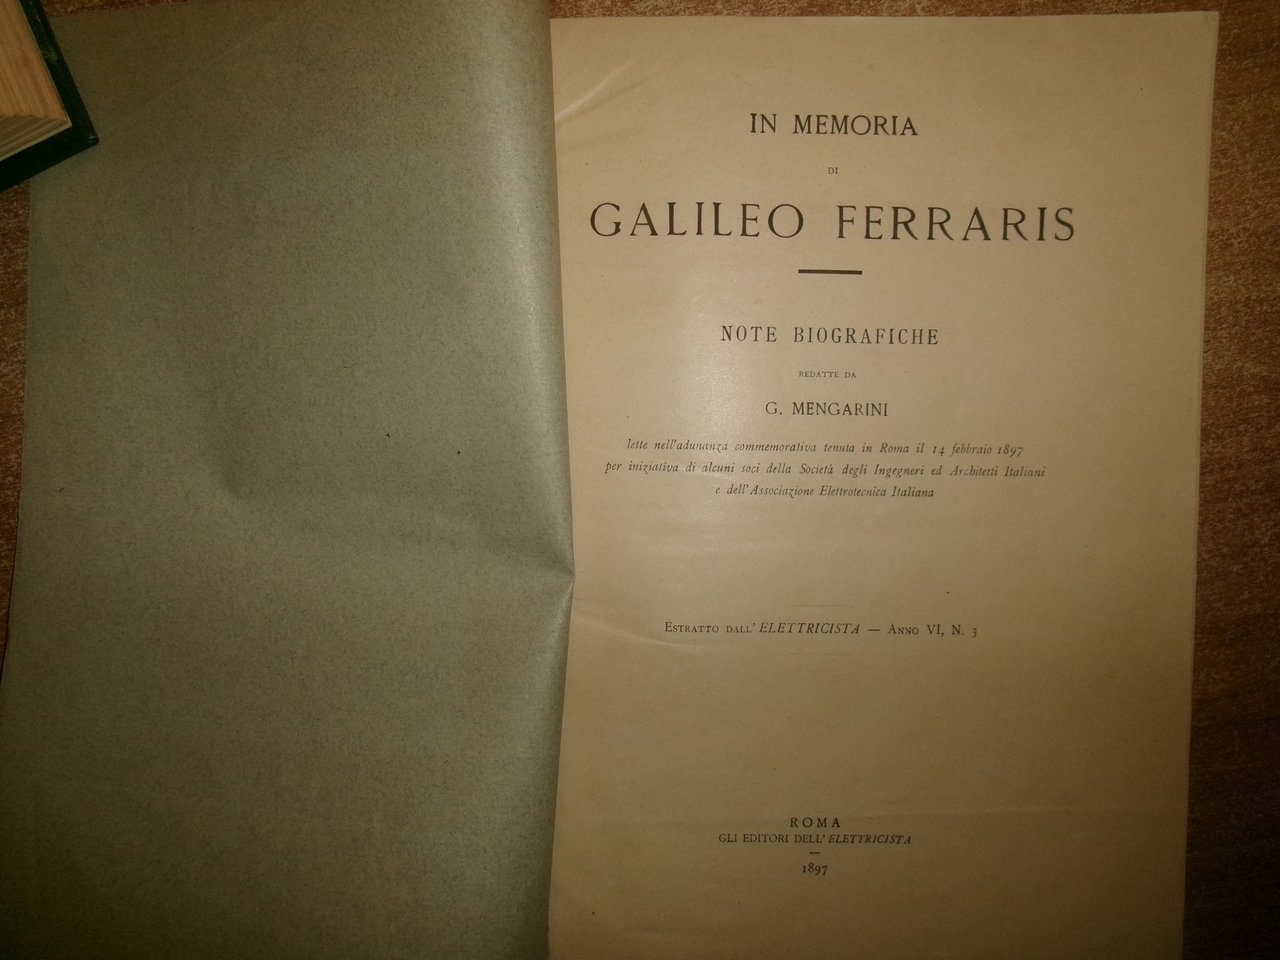 IN MEMORIA
DI
GALILEO FERRARIS
NOTE BIOGRAFICHE
REDATTE DA
G. MENGARINI
lette nell'adunanza commemorativa tenuta in Roma il 14 febbraio 1897
per iniziativa di alcuni soci della Società degli Ingegneri ed Architetti Italiani
e dell'Associazione Elettrotecnica Italiana
ESTRATTO DALL'ELETTRICISTA — ANNO VI, N. 3
ROMA
GLI EDITORI DELL'ELETTRICISTA
—
1897